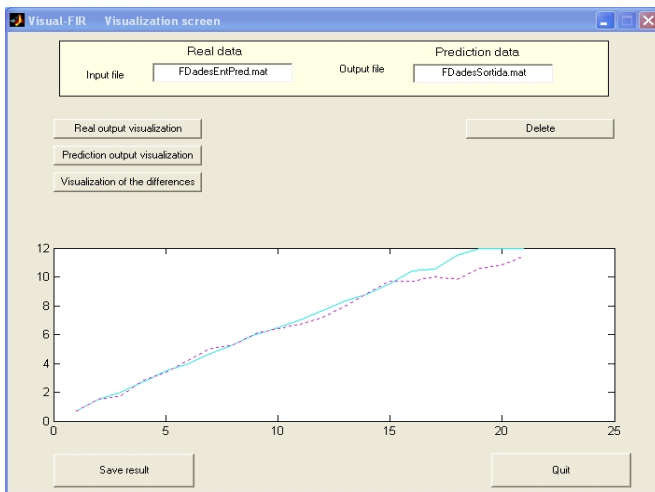 Visual-FIR Visualization screen
Real data
Prediction data
Input file
FDadesEntPred.mat
Output file
FDadesSortida.mat
Real output visualization
Delete
Prediction output visualization
Visualization of the differences
12
10
8
6
4
2
0
0
5
10
15
20
25
Save result
Quit